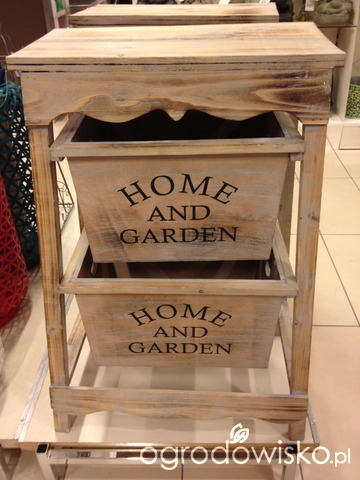 HOME
AND
GARDEN
HOME
AND
GARDEN
ogrodowisko.pl